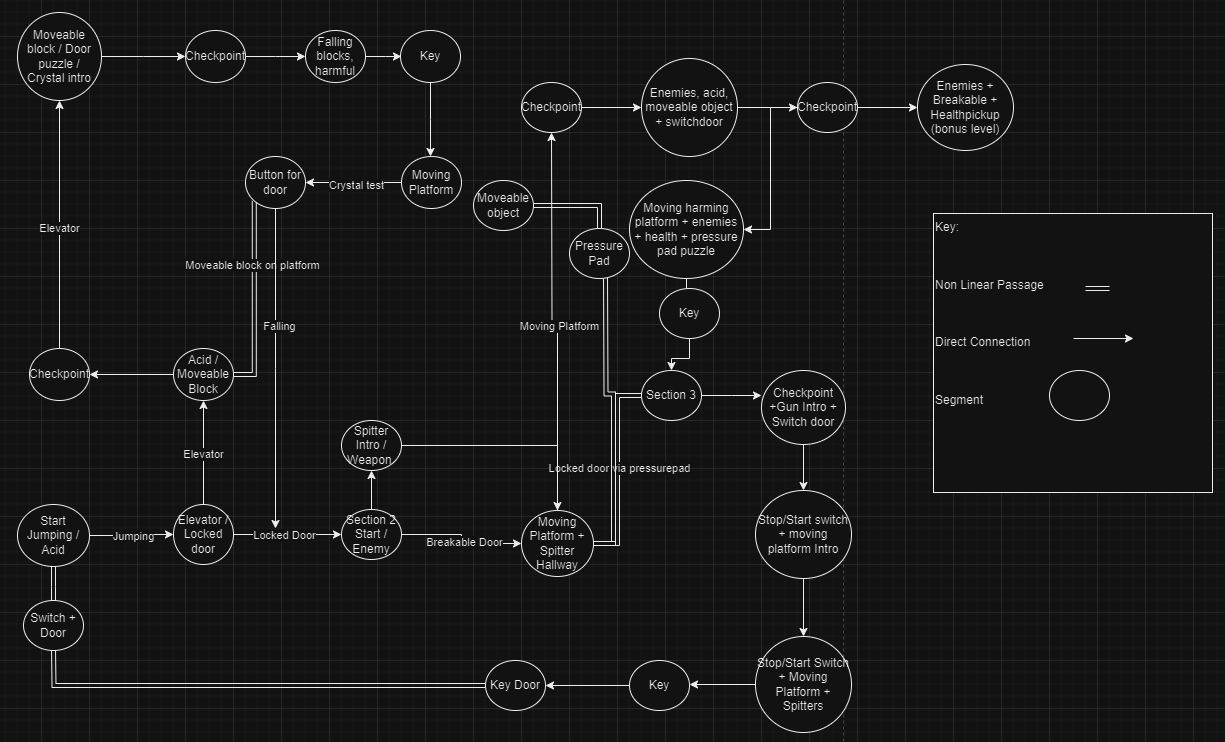 Moveable
block / Door
puzzle /
Crystal intro
Checkpoint
Falling
blocks,
harmful
Key
Checkpoint
Enemies, acid,
moveable object
+ switchdoor
Checkpoint
Enemies +
Breakable +
Healthpickup
(bonus level)
Button for
door
Crystal test
Moving
Platform
Moveable
object
Moving harming
platform + enemies
+ health + pressure
pad puzzle
Elevator
Pressure
Pad
Key:
Moveable block on platform
Non Linear Passage
Falling
Moving Platform
Key
Direct Connection
Checkpoint
Acid /
Moveable
Block
Section 3
Checkpoint
+Gun Intro +
Switch door
Segment
Elevator
Spitter
Intro /
Weapon
Locked door via pressurepad
Start
Jumping /
Acid
Jumping
Elevator /
Locked
door
Locked Door
Section 2
Start /
Enemy
Breakable Door
Moving
Platform +
Spitter
Hallway
Stop/Start switch
+ moving
platform Intro
Switch +
Door
Key Door
Key
Stop/Start Switch
+ Moving
Platform +
Spitters